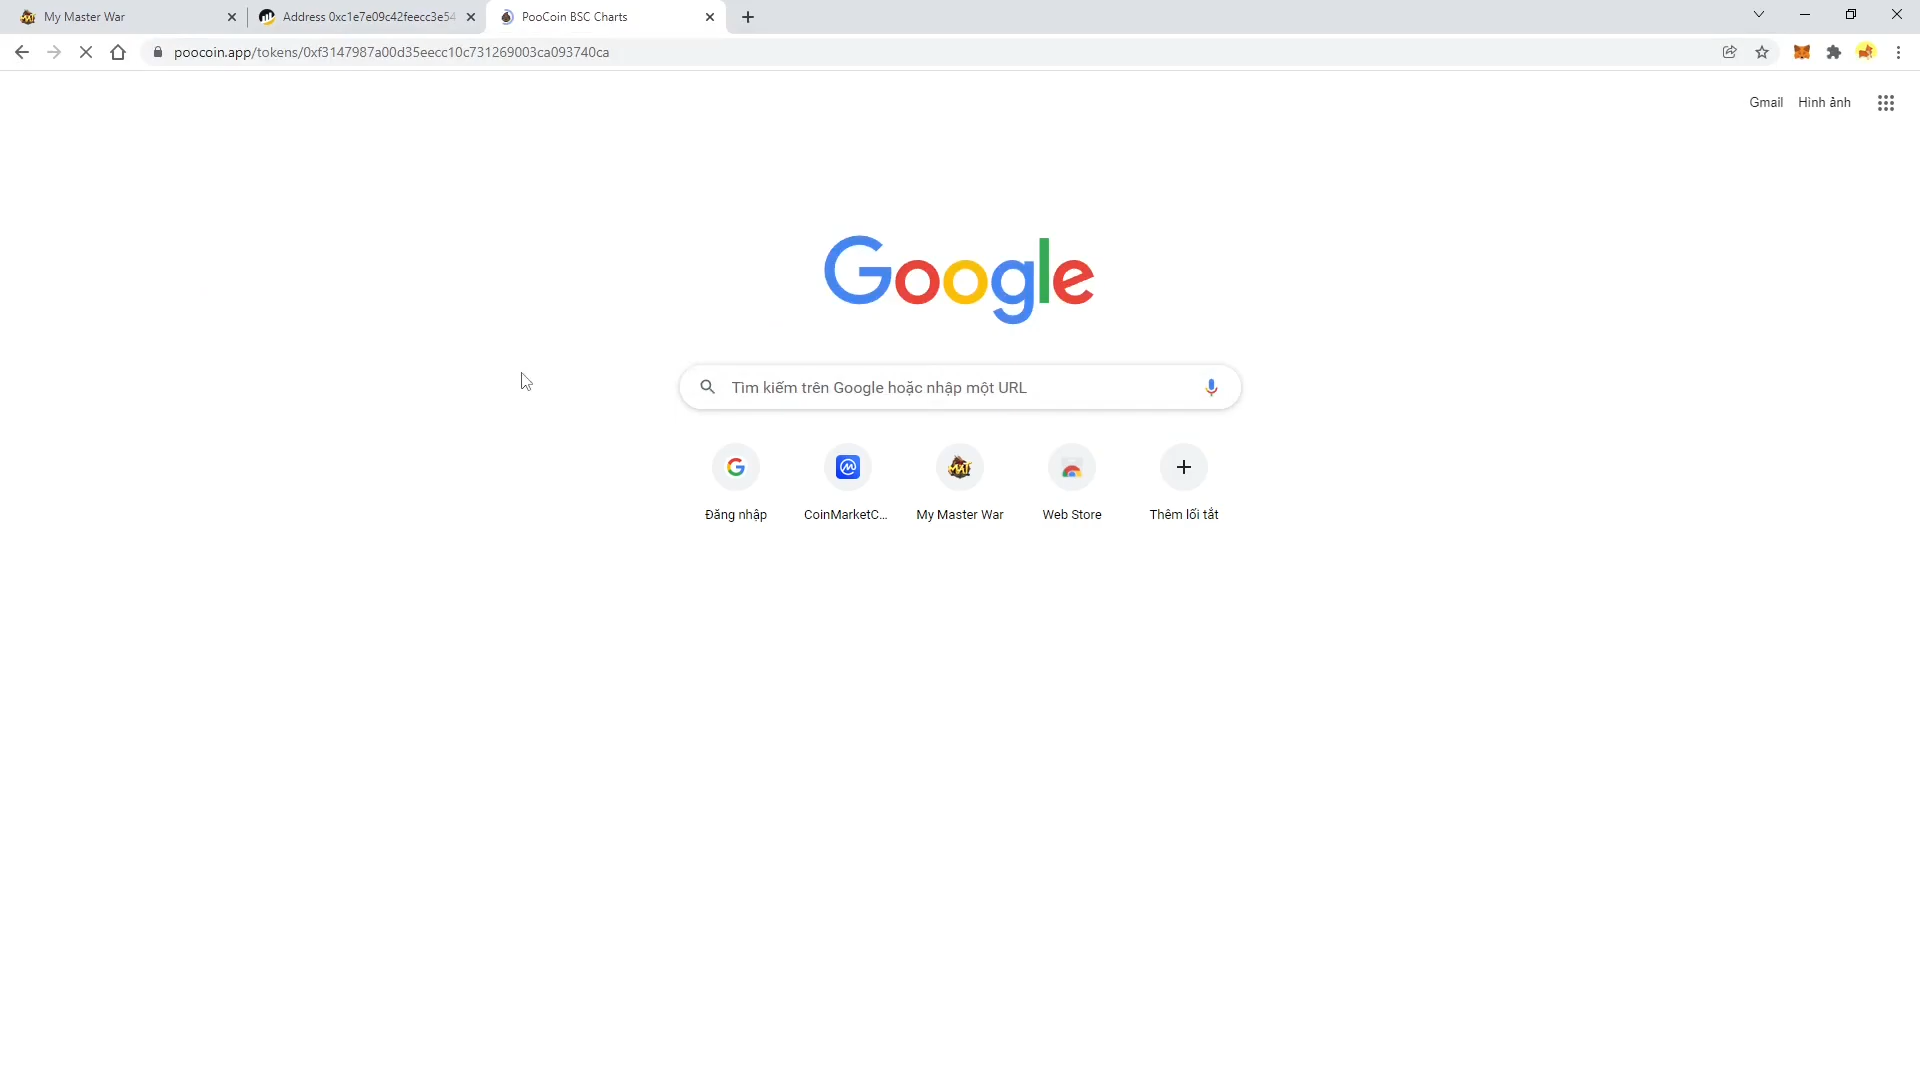 My Master War
Address 0xc1e7e09c42feecc3e54
PooCoin BSC Charts
poocoin.app/tokens/0xf3147987a00d35eecc10c731269003ca093740ca
Gmail Hình ảnh
Google
Tìm kiếm trên Google hoặc nhập một URL
Đăng nhập CoinMarketC... My Master War Web Store Thêm lối tắt